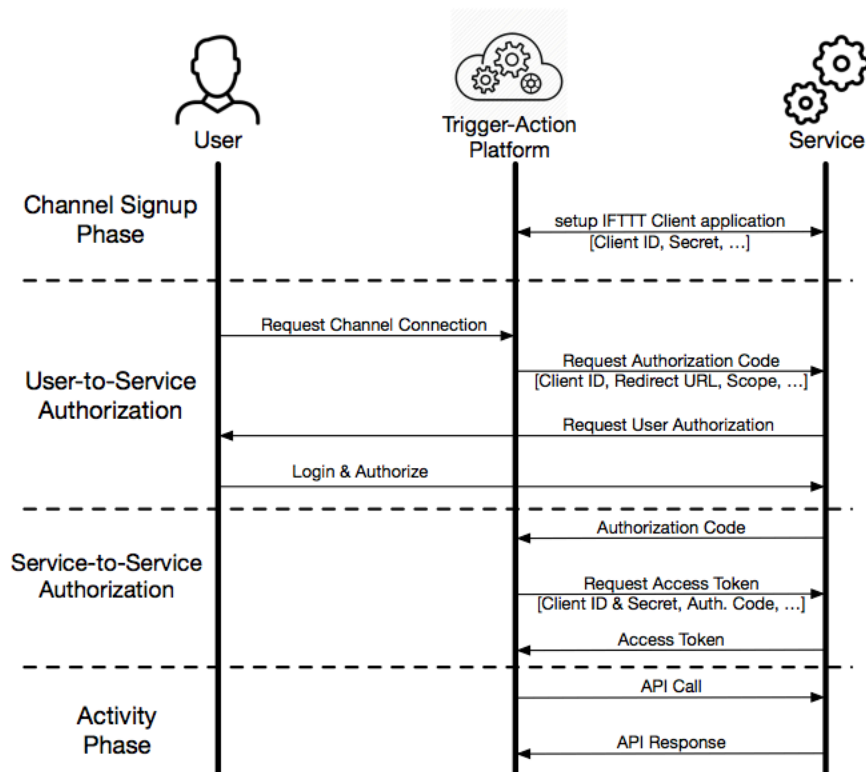 User
Trigger-Action
Platform
Service
Channel Signup
Phase
setup IFTTT Client application
[Client ID, Secret, ...]
Request Channel Connection
User-to-Service
Authorization
Request Authorization Code
[Client ID, Redirect URL, Scope, ...]
Request User Authorization
Login & Authorize
Service-to-Service
Authorization
Authorization Code
Request Access Token
[Client ID & Secret, Auth. Code, ...]
Access Token
Activity
Phase
API Call
API Response